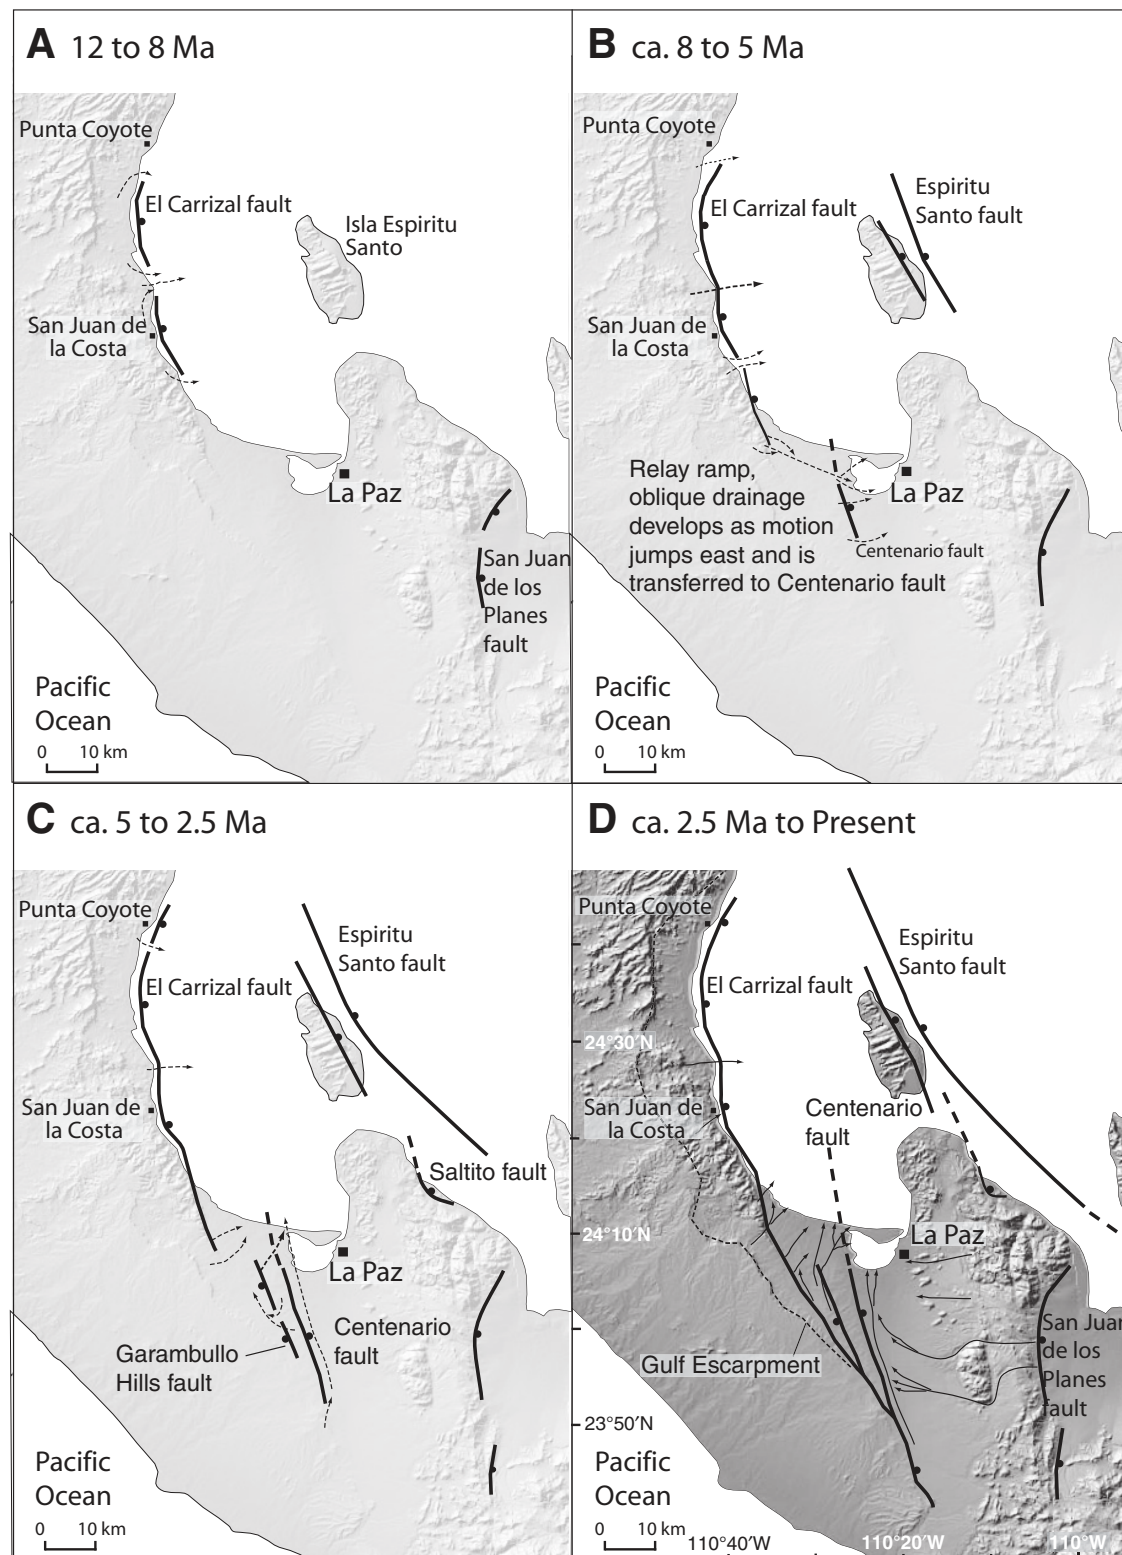 A 12 to 8 Ma
Punta Coyote
El Carrizal fault
Isla Espiritu
Santo
San Juan de
la Costa
La Paz
San Juan
de los
Planes
fault
Pacific
Ocean
0 10 km
B ca. 8 to 5 Ma
Punta Coyote
Espiritu
Santo fault
El Carrizal fault
San Juan de
la Costa
Relay ramp,
oblique drainage
develops as motion
jumps east and is
transferred to Centenario fault
La Paz
Centenario fault
Pacific
Ocean
0 10 km
C ca. 5 to 2.5 Ma
Punta Coyote
Espiritu
Santo fault
El Carrizal fault
San Juan de
la Costa
Saltito fault
La Paz
Centenario
fault
Garambullo
Hills fault
Pacific
Ocean
0 10 km
D ca. 2.5 Ma to Present
Punta Coyote
Espiritu
Santo fault
El Carrizal fault
24°30′N
San Juan de
la Costa
Centenario
fault
24°10′N
La Paz
San Juan
de los
Planes
fault
Gulf Escarpment
23°50′N
Pacific
Ocean
0 10 km
110°40′W
110°20′W
110°W